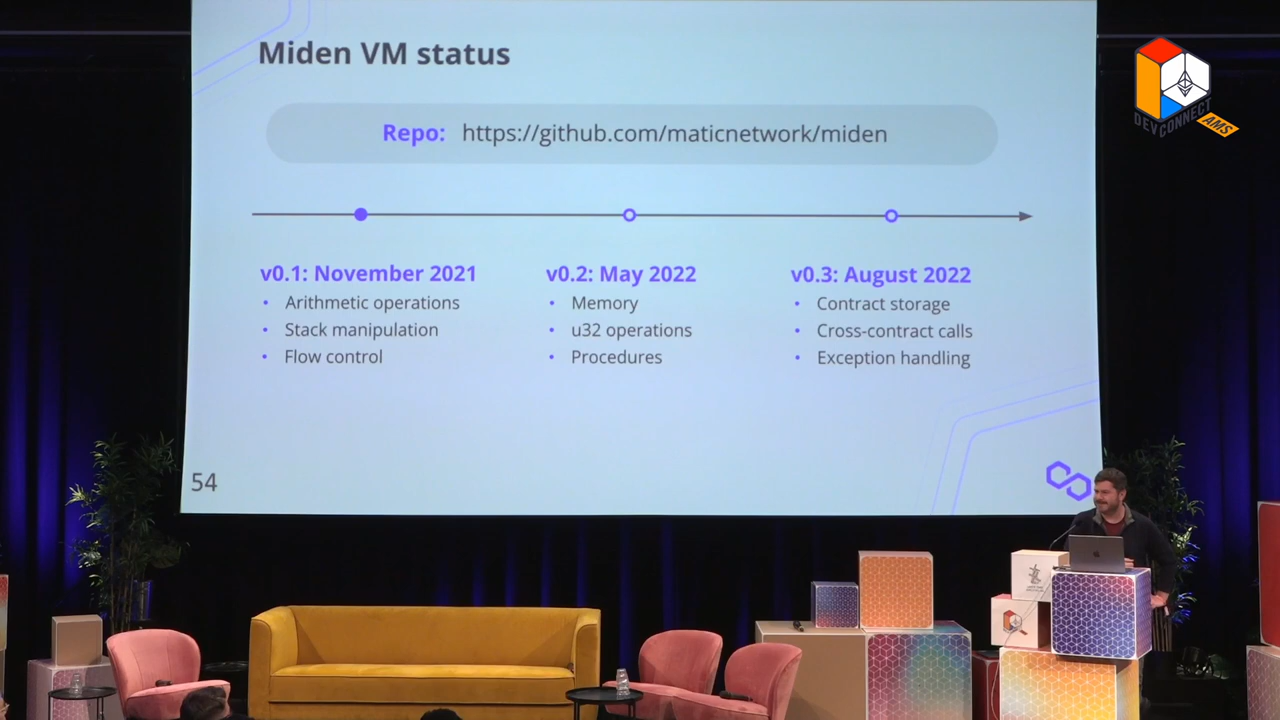 Miden VM status
Repo: https://github.com/maticnetwork/miden
v0.1: November 2021
• Arithmetic operations
• Stack manipulation
• Flow control
v0.2: May 2022
• Memory
• u32 operations
• Procedures
v0.3: August 2022
• Contract storage
• Cross-contract calls
• Exception handling
54
DEVCONNECT
AMS